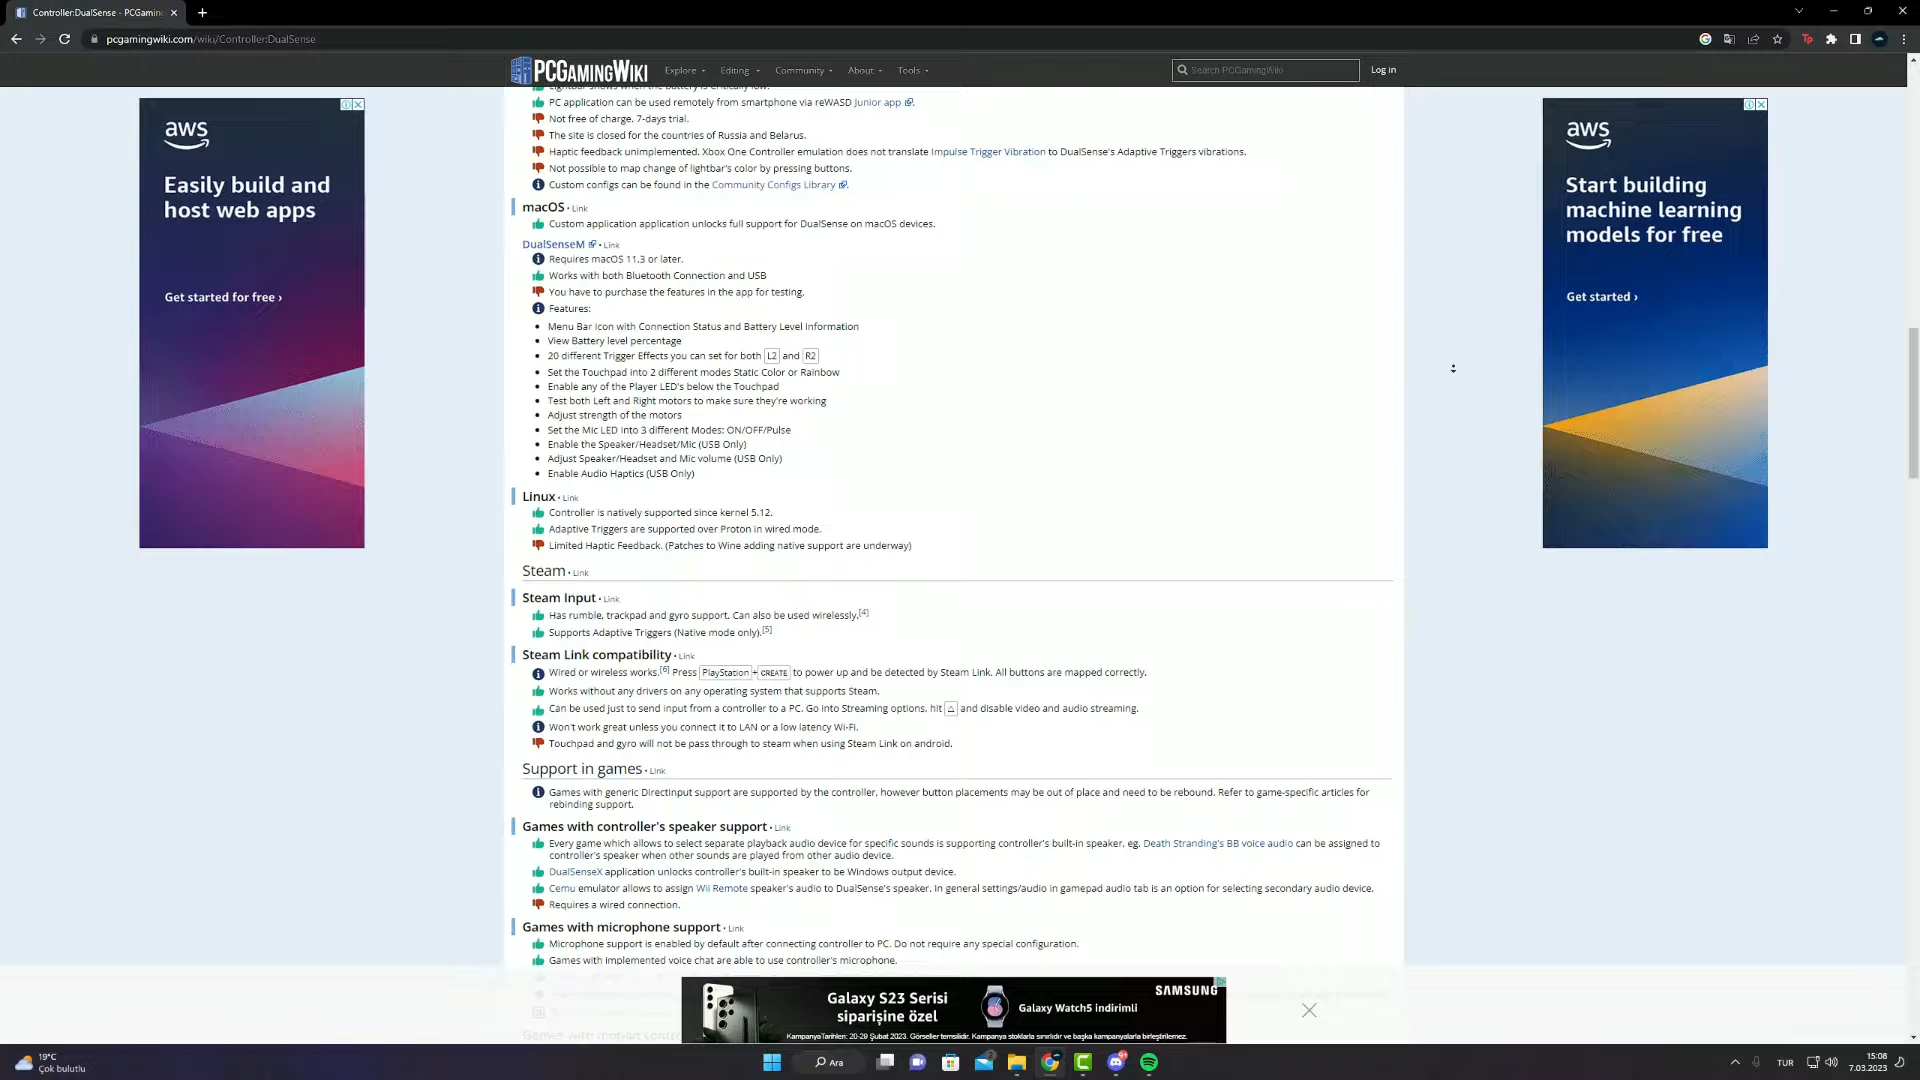 Controller:DualSense - PCGamin
pcgamingwiki.com/wiki/Controller:DualSense
PCGamingWiki
Explore
Editing
Community
About
Tools
Search PCGamingWiki
Log in
aws
Easily build and
host web apps
Get started for free ›
Lightbar shows when the battery is critically low.
PC application can be used remotely from smartphone via reWASD Junior app.
Not free of charge. 7-days trial.
The site is closed for the countries of Russia and Belarus.
Haptic feedback unimplemented. Xbox One Controller emulation does not translate Impulse Trigger Vibration to DualSense's Adaptive Triggers vibrations.
Not possible to map change of lightbar's color by pressing buttons.
Custom configs can be found in the Community Configs Library.
macOS • Link
Custom application application unlocks full support for DualSense on macOS devices.
DualSenseM • Link
Requires macOS 11.3 or later.
Works with both Bluetooth Connection and USB
You have to purchase the features in the app for testing.
Features:
• Menu Bar Icon with Connection Status and Battery Level Information
• View Battery level percentage
• 20 different Trigger Effects you can set for both L2 and R2
• Set the Touchpad into 2 different modes Static Color or Rainbow
• Enable any of the Player LED's below the Touchpad
• Test both Left and Right motors to make sure they're working
• Adjust strength of the motors
• Set the Mic LED into 3 different Modes: ON/OFF/Pulse
• Enable the Speaker/Headset/Mic (USB Only)
• Adjust Speaker/Headset and Mic volume (USB Only)
• Enable Audio Haptics (USB Only)
Linux • Link
Controller is natively supported since kernel 5.12.
Adaptive Triggers are supported over Proton in wired mode.
Limited Haptic Feedback. (Patches to Wine adding native support are underway)
Steam • Link
Steam Input • Link
Has rumble, trackpad and gyro support. Can also be used wirelessly.[4]
Supports Adaptive Triggers (Native mode only).[5]
Steam Link compatibility • Link
Wired or wireless works.[6] Press PlayStation + CREATE to power up and be detected by Steam Link. All buttons are mapped correctly.
Works without any drivers on any operating system that supports Steam.
Can be used just to send input from a controller to a PC. Go into Streaming options, hit △ and disable video and audio streaming.
Won't work great unless you connect it to LAN or a low latency Wi-Fi.
Touchpad and gyro will not be pass through to steam when using Steam Link on android.
Support in games • Link
Games with generic DirectInput support are supported by the controller, however button placements may be out of place and need to be rebound. Refer to game-specific articles for
rebinding support.
Games with controller's speaker support • Link
Every game which allows to select separate playback audio device for specific sounds is supporting controller's built-in speaker, eg. Death Stranding's BB voice audio can be assigned to
controller's speaker when other sounds are played from other audio device.
DualSenseX application unlocks controller's built-in speaker to be Windows output device.
Cemu emulator allows to assign Wii Remote speaker's audio to DualSense's speaker. In general settings/audio in gamepad audio tab is an option for selecting secondary audio device.
Requires a wired connection.
Games with microphone support • Link
Microphone support is enabled by default after connecting controller to PC. Do not require any special configuration.
Games with implemented voice chat are able to use controller's microphone.
aws
Start building
machine learning
models for free
Get started ›
Galaxy S23 Serisi
siparişine özel
Galaxy Watch5 indirimli
SAMSUNG
Kampanya Tarihleri: 20-29 Şubat 2023. Görseller temsilidir. Kampanya stoklarla sınırlıdır ve başka kampanyalarla birleştirilemez.
19°C
Çok bulutlu
Ara
TUR
15:08
7.03.2023